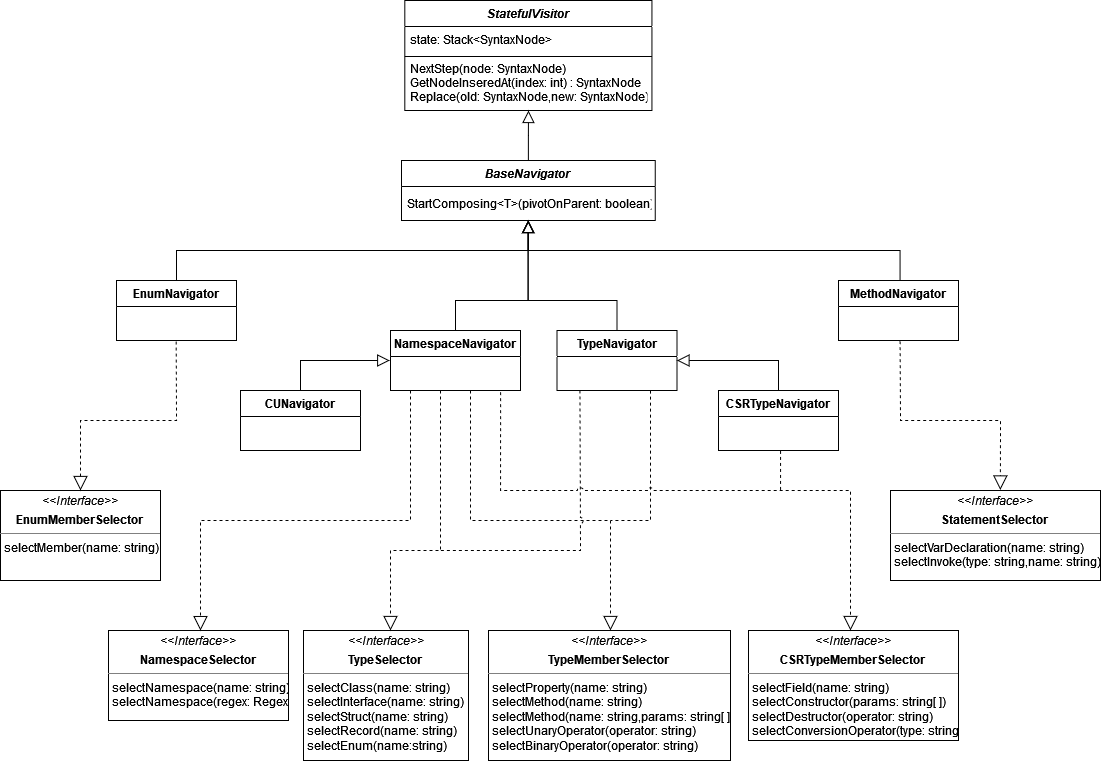 StatefulVisitor
state: Stack<SyntaxNode>
NextStep(node: SyntaxNode)
GetNodeInseredAt(index: int) : SyntaxNode
Replace(old: SyntaxNode,new: SyntaxNode)
BaseNavigator
StartComposing<T>(pivotOnParent: boolean)
EnumNavigator
MethodNavigator
NamespaceNavigator
TypeNavigator
CUNavigator
CSRTypeNavigator
<<Interface>>
EnumMemberSelector
selectMember(name: string)
<<Interface>>
StatementSelector
selectVarDeclaration(name: string)
selectInvoke(type: string,name: string)
<<Interface>>
NamespaceSelector
selectNamespace(name: string)
selectNamespace(regex: Regex
<<Interface>>
TypeSelector
selectClass(name: string)
selectInterface(name: string)
selectStruct(name: string)
selectRecord(name: string)
selectEnum(name:string)
<<Interface>>
TypeMemberSelector
selectProperty(name: string)
selectMethod(name: string)
selectMethod(name: string,params: string[ ]
selectUnaryOperator(name: string)
selectBinaryOperator(operator: string)
<<Interface>>
CSRTypeMemberSelector
selectField(name: string)
selectConstructor(params: string[ ])
selectDestructor(operator: string)
selectConversionOperator(type: string